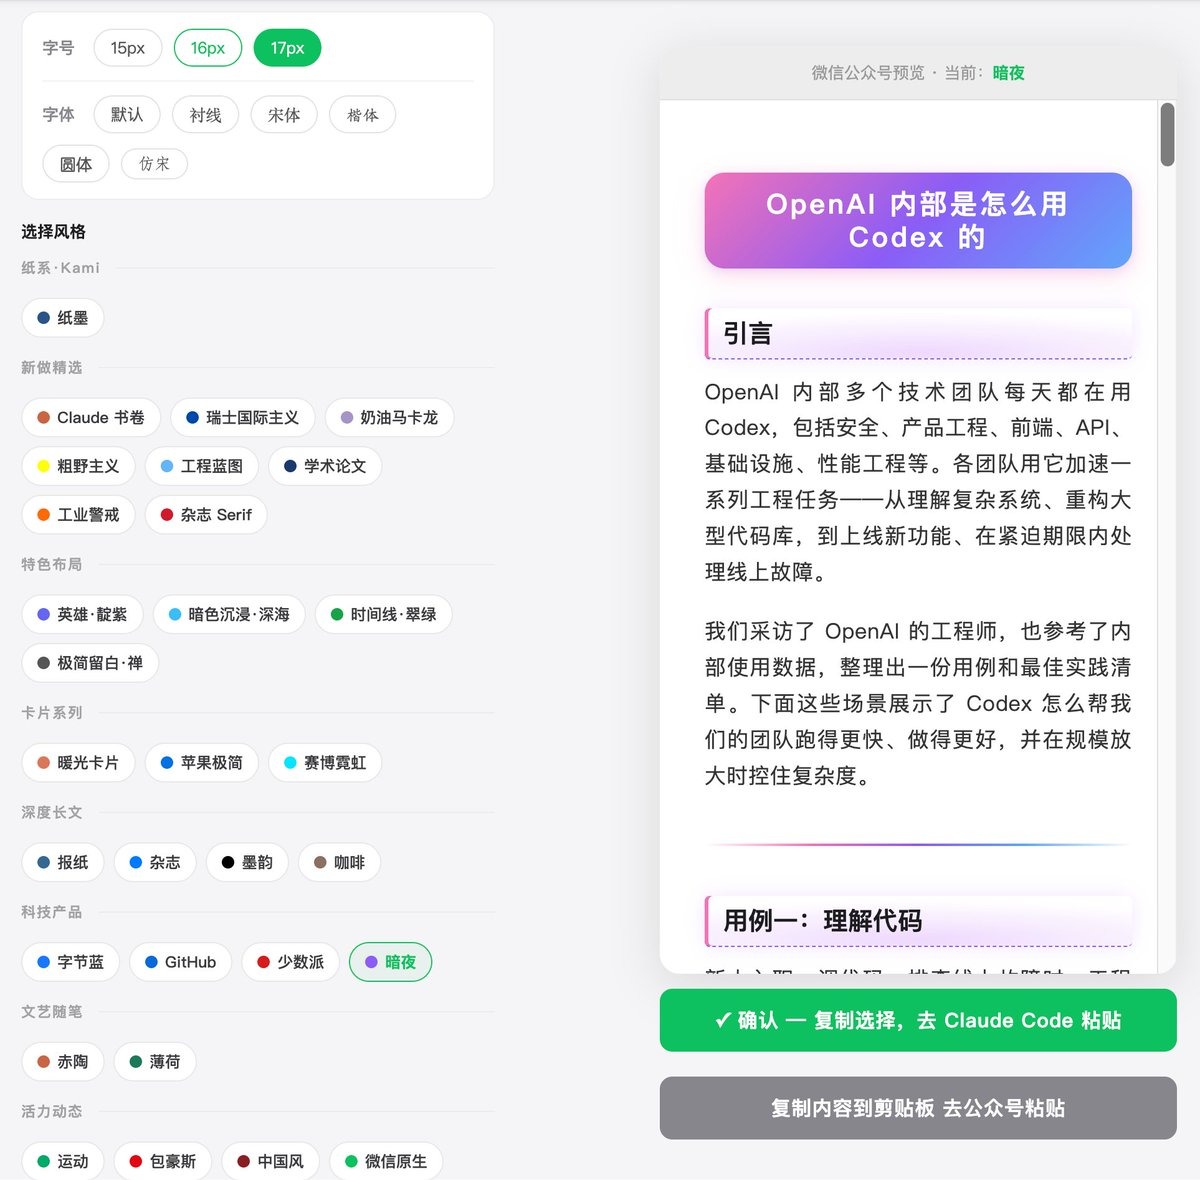 字号 15px 16px 17px
字体 默认 衬线 宋体 楷体
圆体 仿宋
选择风格
纸系·Kami
纸墨
新做精选
Claude 书卷 瑞士国际主义 奶油马卡龙
粗野主义 工程蓝图 学术论文
工业警戒 杂志 Serif
特色布局
英雄·靛紫 暗色沉浸·深海 时间线·翠绿
极简留白·禅
卡片系列
暖光卡片 苹果极简 赛博霓虹
深度长文
报纸 杂志 墨韵 咖啡
科技产品
字节蓝 GitHub 少数派 暗夜
文艺随笔
赤陶 薄荷
活力动态
运动 包豪斯 中国风 微信原生
微信公众号预览 · 当前：暗夜
OpenAI 内部是怎么用
Codex 的
引言
OpenAI 内部多个技术团队每天都在用
Codex，包括安全、产品工程、前端、API、
基础设施、性能工程等。各团队用它加速一
系列工程任务——从理解复杂系统、重构大
型代码库，到上线新功能、在紧迫期限内处
理线上故障。
我们采访了 OpenAI 的工程师，也参考了内
部使用数据，整理出一份用例和最佳实践清
单。下面这些场景展示了 Codex 怎么帮我
们的团队跑得更快、做得更好，并在规模放
大时控住复杂度。
用例一：理解代码
✓ 确认 — 复制选择，去 Claude Code 粘贴
复制内容到剪贴板 去公众号粘贴